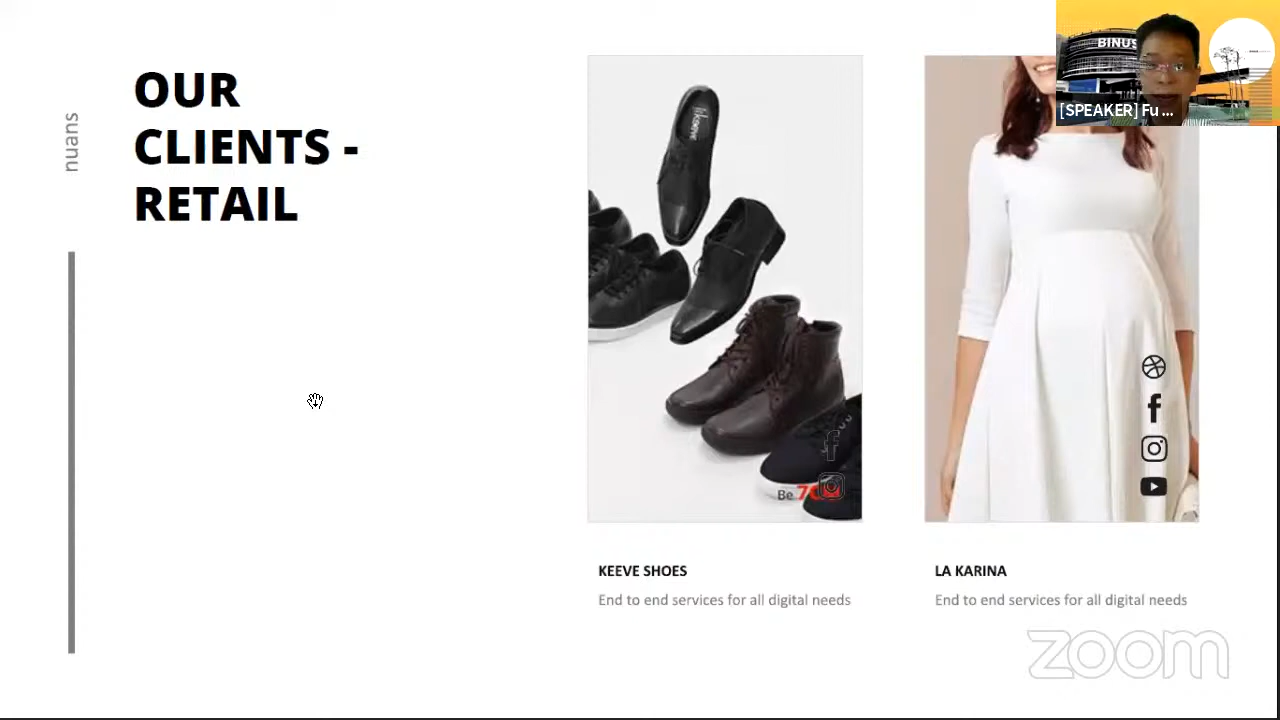 nuans
OUR
CLIENTS -
RETAIL
Keeve
Be
BINUS
[SPEAKER] Fu ...
KEEVE SHOES
End to end services for all digital needs
LA KARINA
End to end services for all digital needs
zoom